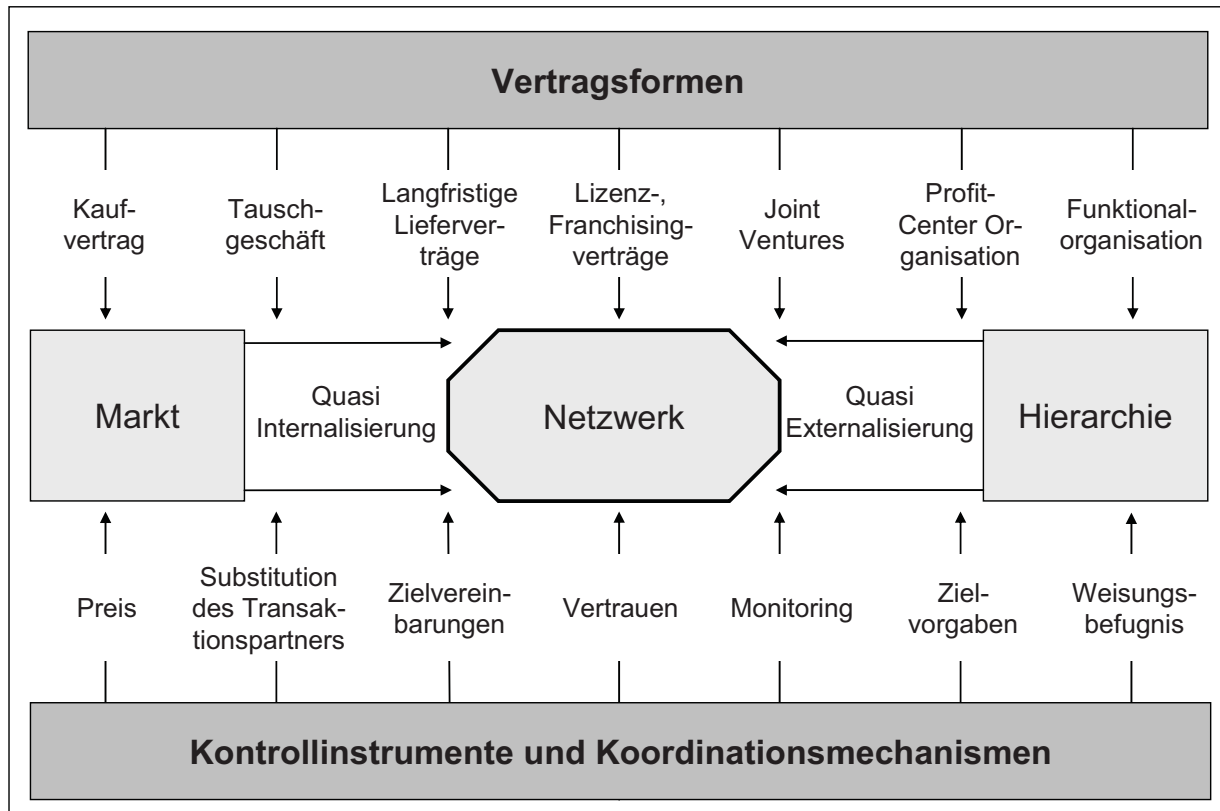 Vertragsformen
Kauf-
vertrag
Tausch-
geschäft
Langfristige
Lieferver-
träge
Lizenz-,
Franchising-
verträge
Joint
Ventures
Profit-
Center Or-
ganisation
Funktional-
organisation
Markt
Quasi
Internalisierung
Netzwerk
Quasi
Externalisierung
Hierarchie
Preis
Substitution
des Transak-
tionspartners
Zielverein-
barungen
Vertrauen
Monitoring
Ziel-
vorgaben
Weisungs-
befugnis
Kontrollinstrumente und Koordinationsmechanismen